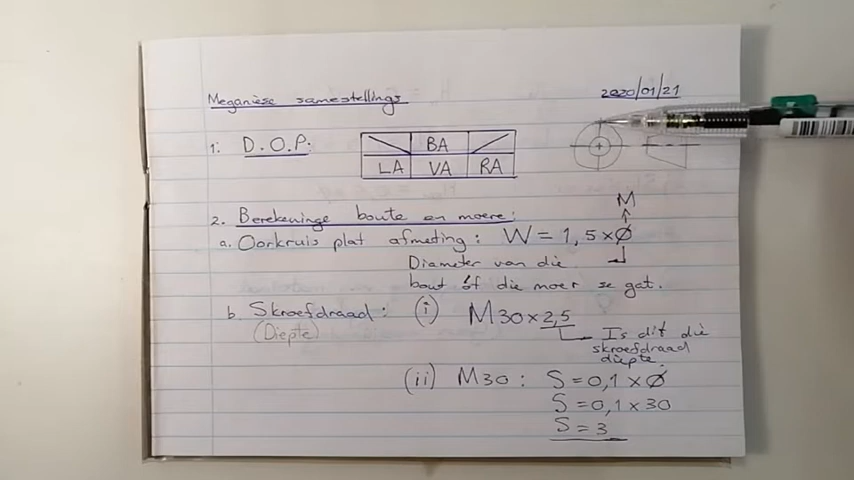 Meganiese samestellings
2020/01/21
1. D.O.P:
BA
LA VA RA
2. Berekeninge boute en moere:
M
a. Oorkruis plat afmeting: W = 1,5 x Ø
Diameter van die
bout óf die moer se gat.
b. Skroefdraad: (i) M30 x 2,5
(Diepte)
Is dit die
skroefdraad
diepte.
(ii) M30: S = 0,1 x Ø
S = 0,1 x 30
S = 3